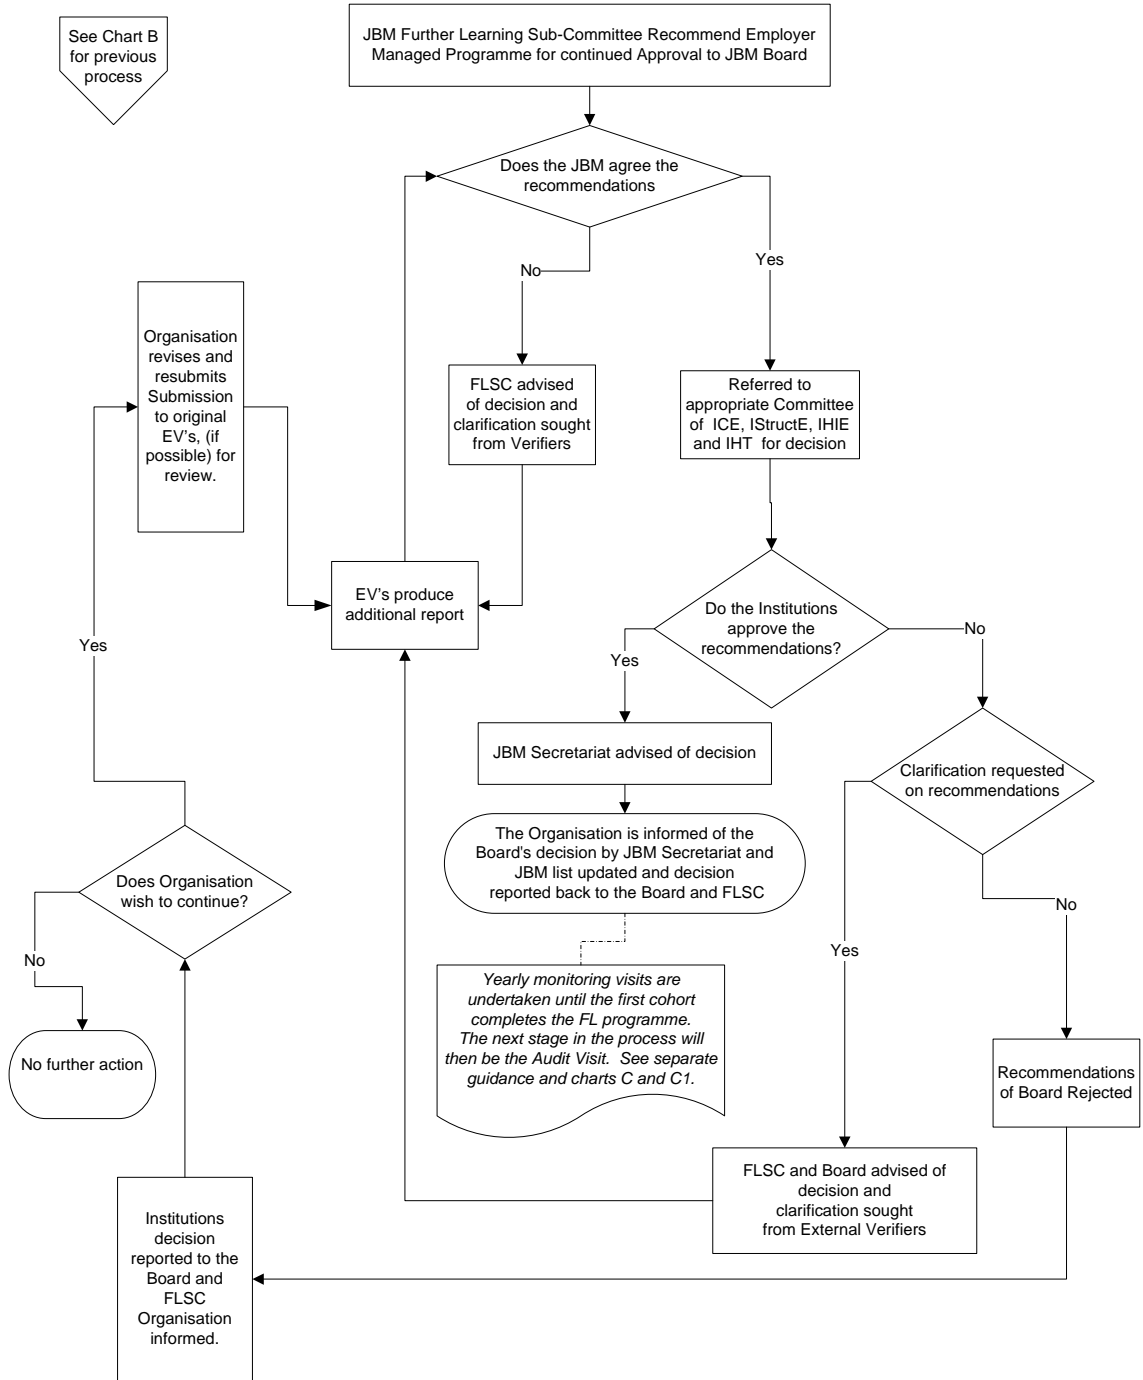 See Chart B
for previous
process
JBM Further Learning Sub-Committee Recommend Employer
Managed Programme for continued Approval to JBM Board
Does the JBM agree the
recommendations
No
Yes
Organisation
revises and
resubmits
Submission
to original
EV's, (if
possible) for
review.
FLSC advised
of decision and
clarification sought
from Verifiers
Referred to
appropriate Committee
of ICE, IStructE, IHIE
and IHT for decision
EV's produce
additional report
Do the Institutions
approve the
recommendations?
Yes
No
Yes
JBM Secretariat advised of decision
Clarification requested
on recommendations
The Organisation is informed of the
Board's decision by JBM Secretariat and
JBM list updated and decision
reported back to the Board and FLSC
Does Organisation
wish to continue?
No
No
Yes
Yearly monitoring visits are
undertaken until the first cohort
completes the FL programme.
The next stage in the process will
then be the Audit Visit. See separate
guidance and charts C and C1.
No further action
Recommendations
of Board Rejected
FLSC and Board advised of
decision and
clarification sought
from External Verifiers
Institutions
decision
reported to the
Board and
FLSC
Organisation
informed.